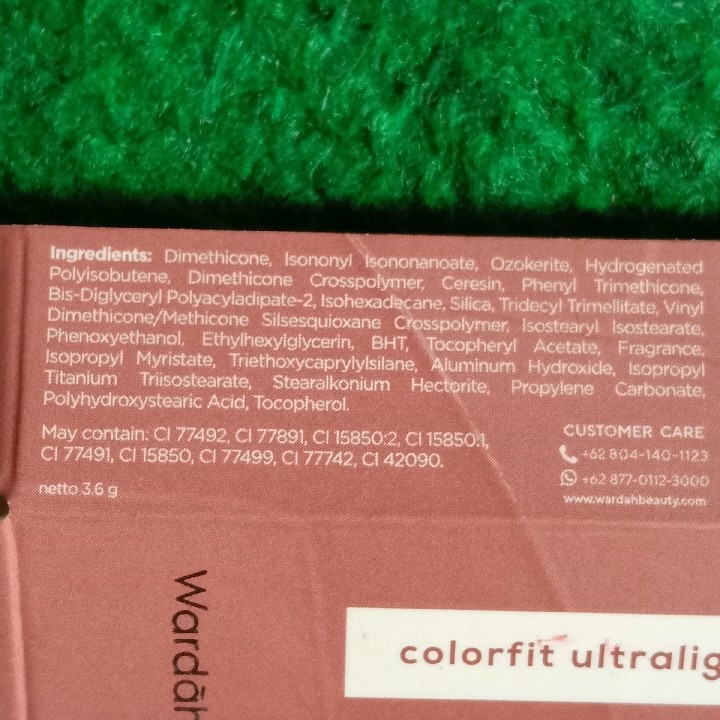 Ingredients: Dimethicone, Isononyl Isononanoate, Ozokerite, Hydrogenated
Polyisobutene, Dimethicone Crosspolymer, Ceresin, Phenyl Trimethicone,
Bis-Diglyceryl Polyacyladipate-2, Isohexadecane, Silica, Tridecyl Trimellitate, Vinyl
Dimethicone/Methicone Silsesquioxane Crosspolymer, Isostearyl Isostearate,
Phenoxyethanol, Ethylhexylglycerin, BHT, Tocopheryl Acetate, Fragrance,
Isopropyl Myristate, Triethoxycaprylylsilane, Aluminum Hydroxide, Isopropyl
Titanium Triisostearate, Stearalkonium Hectorite, Propylene Carbonate,
Polyhydroxystearic Acid, Tocopherol.
May contain: CI 77492, CI 77891, CI 15850:2, CI 15850:1,
CI 77491, CI 15850, CI 77499, CI 77742, CI 42090.
netto 3.6 g
CUSTOMER CARE
+62 804-140-1123
+62 877-0112-3000
www.wardahbeauty.com
Wardah
colorfit ultralig